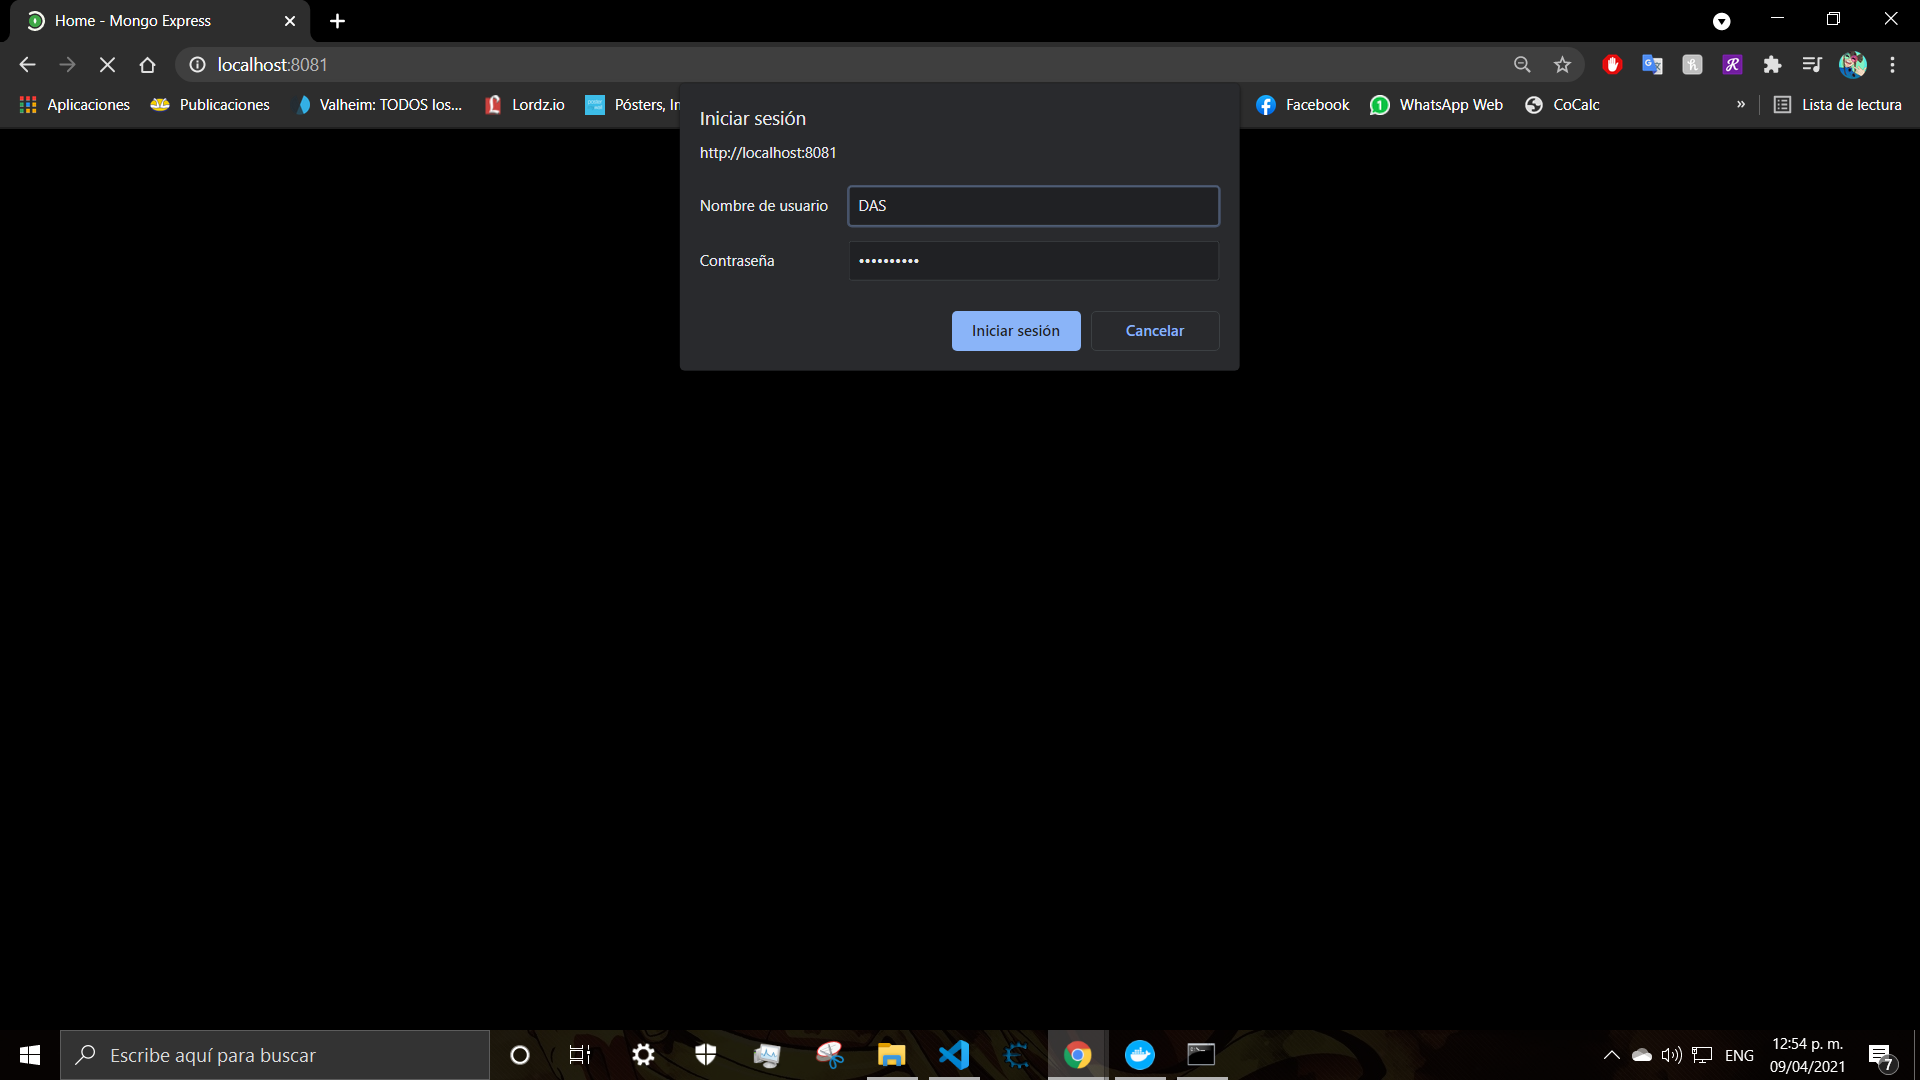 Home - Mongo Express
localhost:8081
Aplicaciones
Publicaciones
Valheim: TODOS los...
Lordz.io
Pósters, In
Facebook
WhatsApp Web
CoCalc
»
Lista de lectura
Iniciar sesión
http://localhost:8081
Nombre de usuario
DAS
Contraseña
••••••••••
Iniciar sesión
Cancelar
Escribe aquí para buscar
ENG
12:54 p. m.
09/04/2021
7